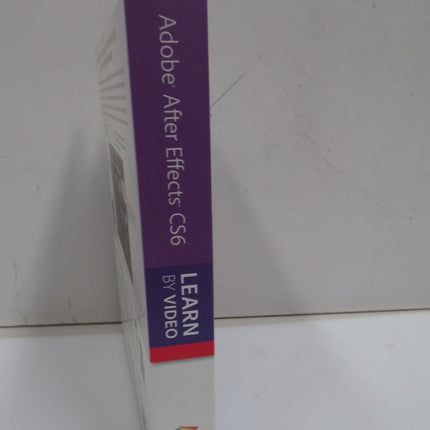 Adobe® After Effects® CS6
LEARN
BY VIDEO